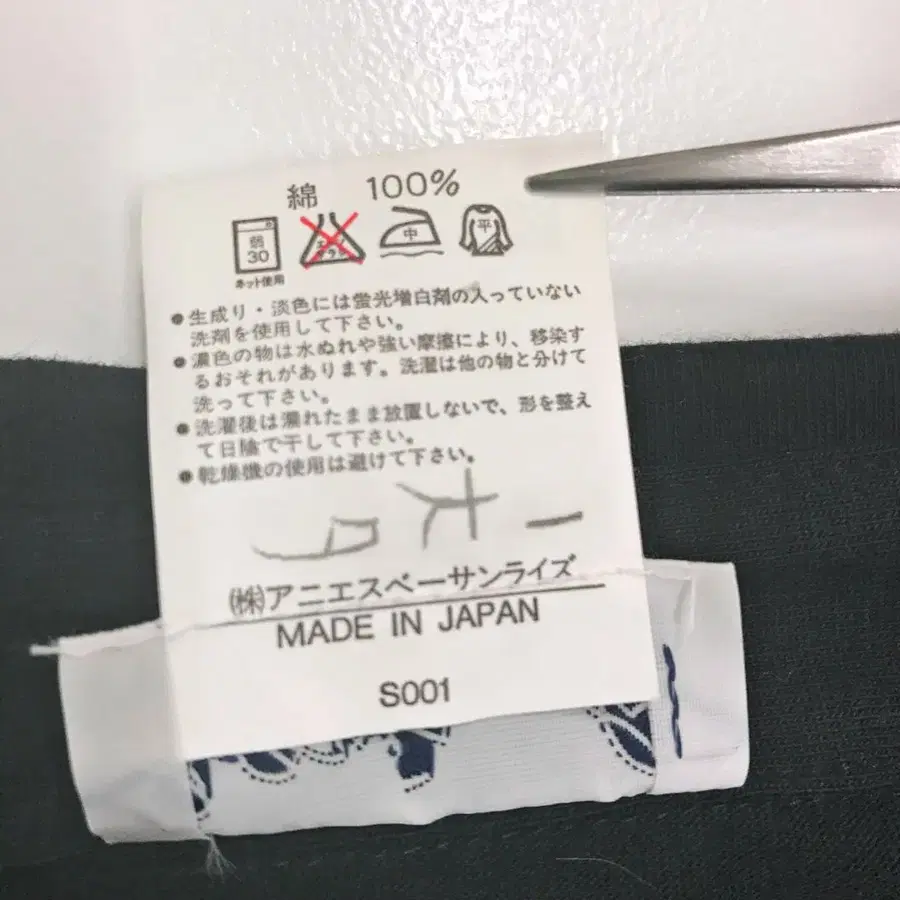 綿 100%
弱 30 エンソ サラシ 中 平
ネット使用
●生成り・淡色には蛍光増白剤の入っていない
洗剤を使用して下さい。
●濃色の物は水ぬれや強い摩擦により、移染す
るおそれがあります。洗濯は他の物と分けて
洗って下さい。
●洗濯後は濡れたまま放置しないで、形を整え
て日陰で干して下さい。
●乾燥機の使用は避けて下さい。
(株)アニエスベーサンライズ
MADE IN JAPAN
S001